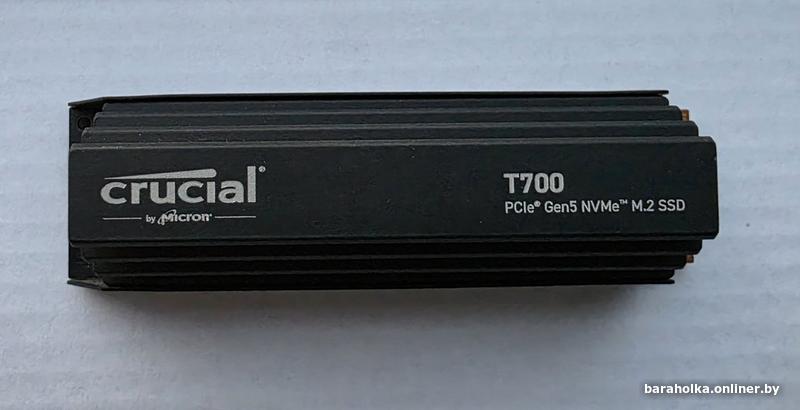 crucial®
by Micron®
T700
PCIe® Gen5 NVMe™ M.2 SSD
baraholka.onliner.by